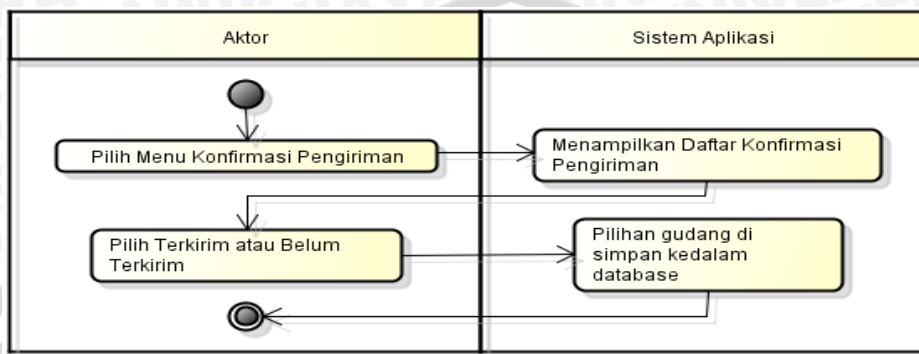 Aktor
Sistem Aplikasi
Pilih Menu Konfirmasi Pengiriman
Menampilkan Daftar Konfirmasi
Pengiriman
Pilih Terkirim atau Belum
Terkirim
Pilihan gudang di
simpan kedalam
database